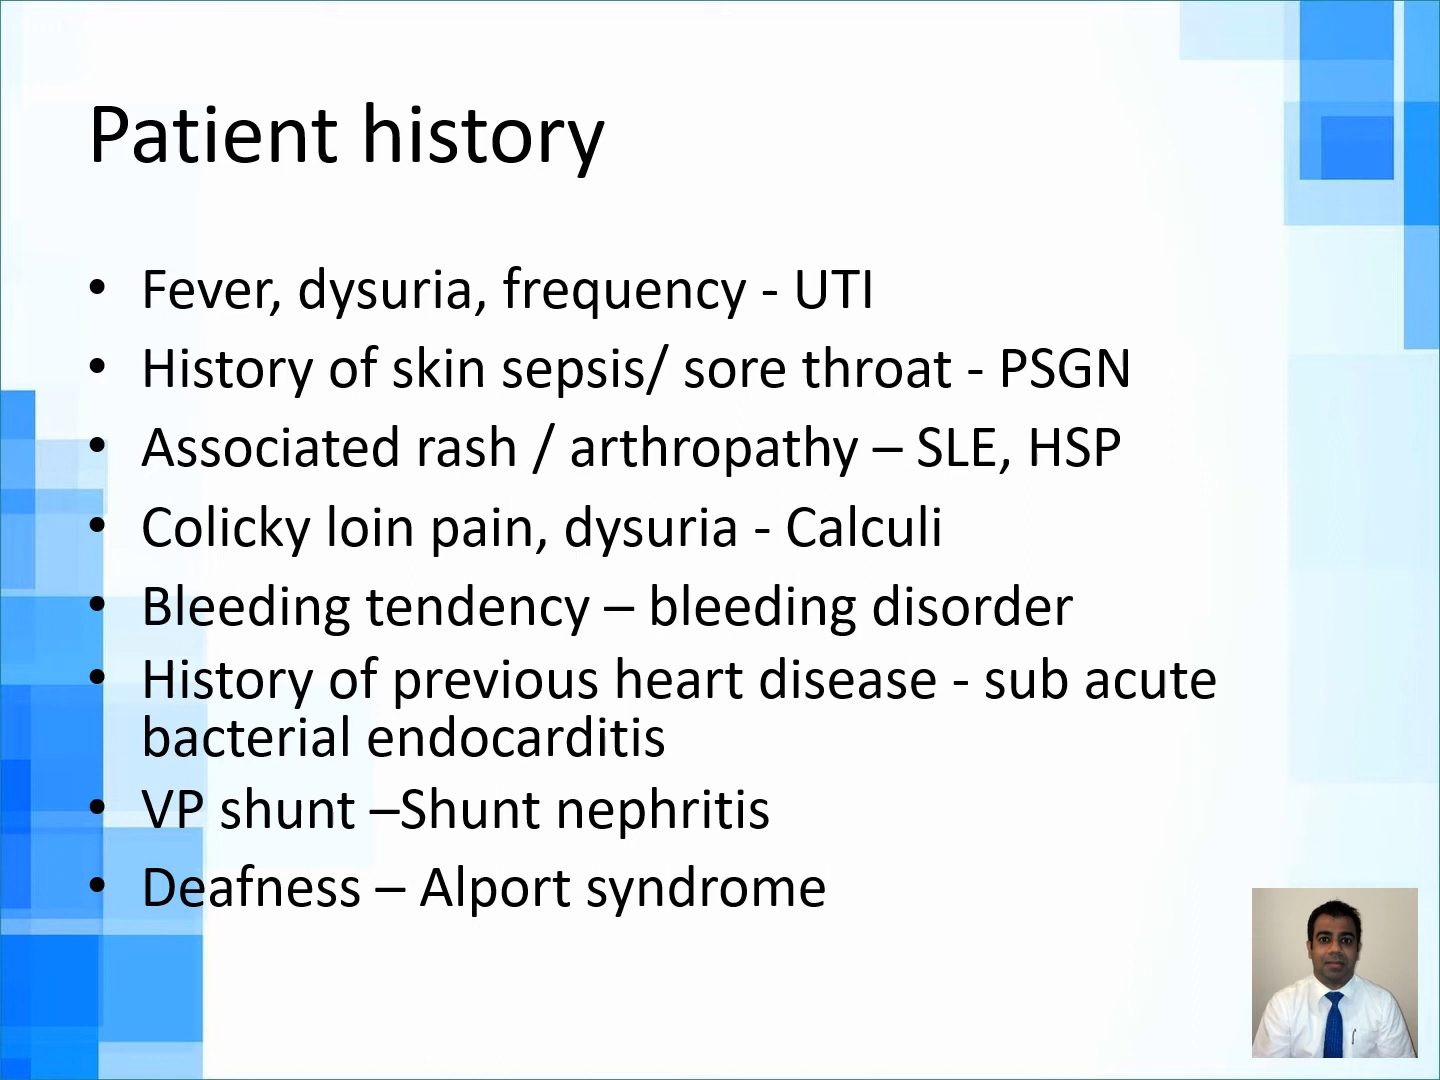 Patient history
• Fever, dysuria, frequency - UTI
• History of skin sepsis/ sore throat - PSGN
• Associated rash / arthropathy – SLE, HSP
• Colicky loin pain, dysuria - Calculi
• Bleeding tendency – bleeding disorder
• History of previous heart disease - sub acute
bacterial endocarditis
• VP shunt –Shunt nephritis
• Deafness – Alport syndrome